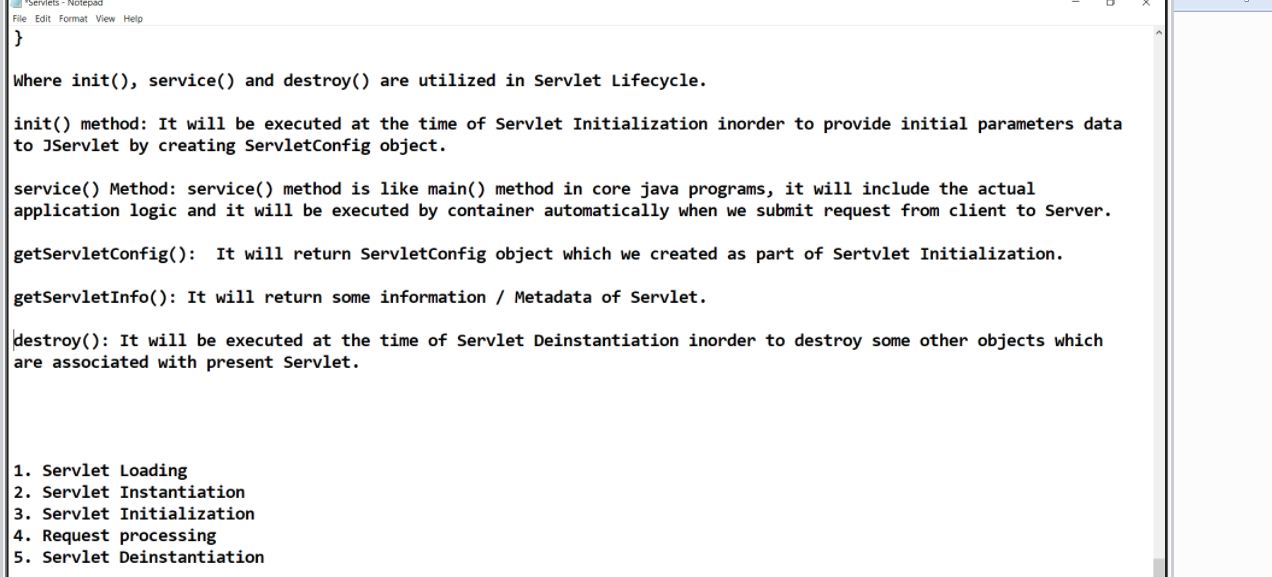 *Servlets - Notepad
File Edit Format View Help
}
Where init(), service() and destroy() are utilized in Servlet Lifecycle.
init() method: It will be executed at the time of Servlet Initialization inorder to provide initial parameters data
to JServlet by creating ServletConfig object.
service() Method: service() method is like main() method in core java programs, it will include the actual
application logic and it will be executed by container automatically when we submit request from client to Server.
getServletConfig():  It will return ServletConfig object which we created as part of Sertvlet Initialization.
getServletInfo(): It will return some information / Metadata of Servlet.
destroy(): It will be executed at the time of Servlet Deinstantiation inorder to destroy some other objects which
are associated with present Servlet.
1. Servlet Loading
2. Servlet Instantiation
3. Servlet Initialization
4. Request processing
5. Servlet Deinstantiation